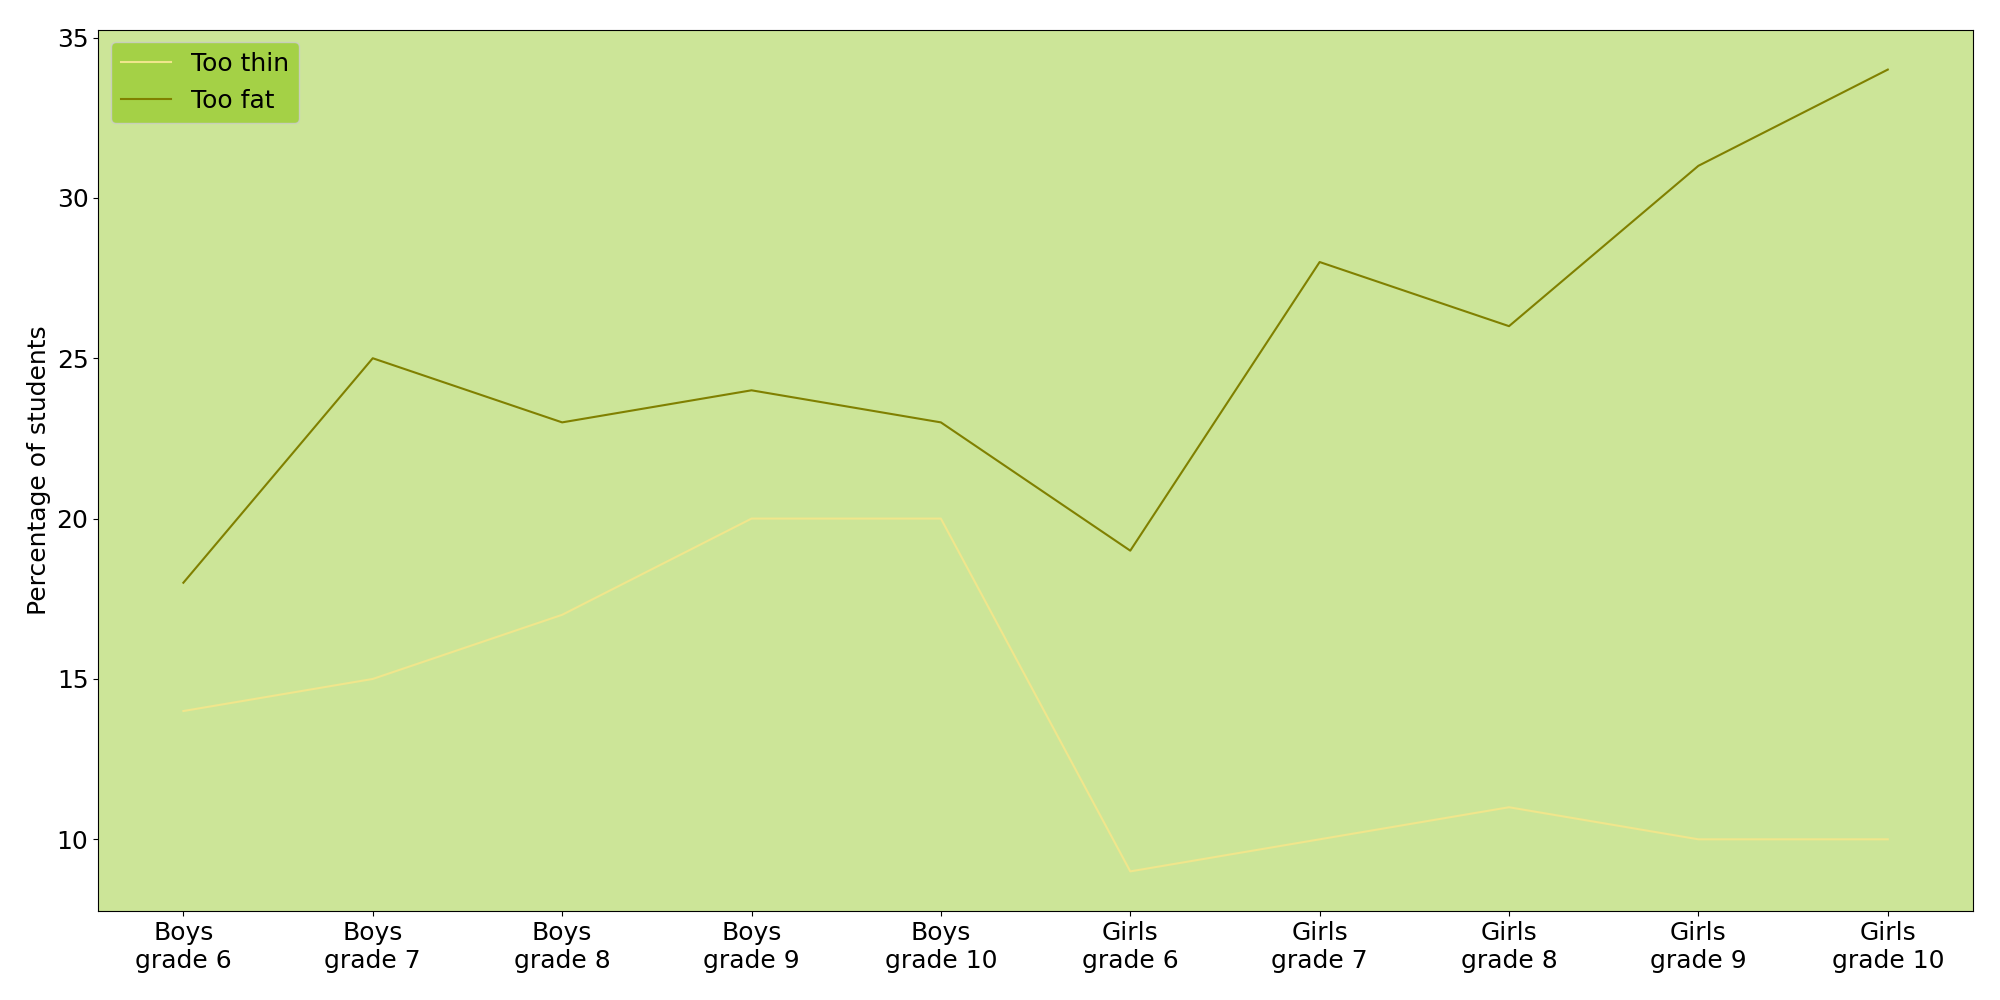 Too thin
Too fat
Percentage of students
35
30
25
20
15
10
Boys
grade 6
Boys
grade 7
Boys
grade 8
Boys
grade 9
Boys
grade 10
Girls
grade 6
Girls
grade 7
Girls
grade 8
Girls
grade 9
Girls
grade 10